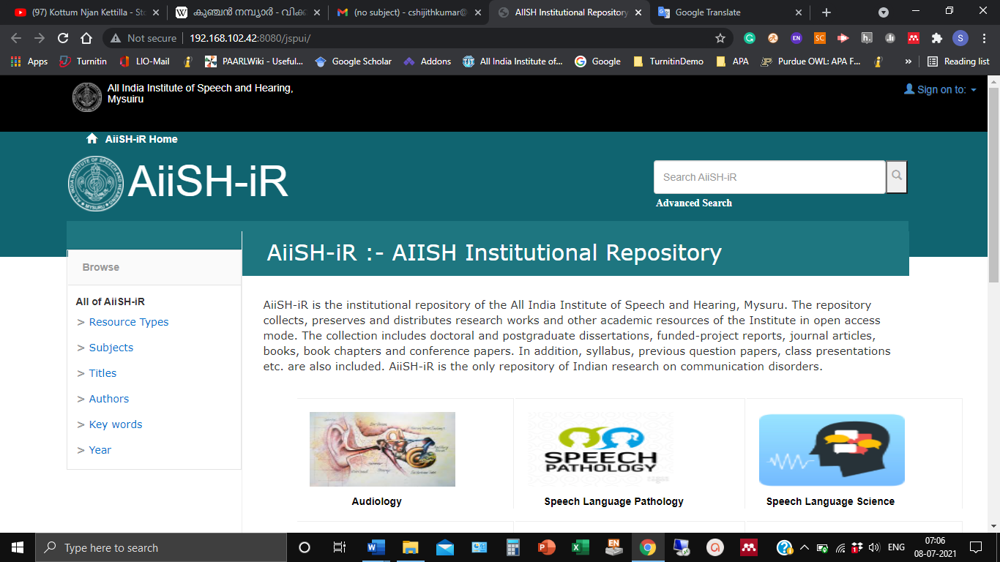 (97) Kottum Njan Kettilla - Sto
കുഞ്ചൻ നമ്പ്യാർ - വിക്ക
(no subject) - cshijithkumar@
AIISH Institutional Repository
Google Translate
Not secure
192.168.102.42:8080/jspui/
Apps
Turnitin
LIO-Mail
PAARLWiki - Useful...
Google Scholar
Addons
All India Institute of...
Google
TurnitinDemo
APA
Purdue OWL: APA F...
»
Reading list
All India Institute of Speech and Hearing,
Mysuiru
Sign on to:
AiiSH-iR Home
AiiSH-iR
Search AiiSH-iR
Advanced Search
AiiSH-iR :- AIISH Institutional Repository
Browse
All of AiiSH-iR
> Resource Types
> Subjects
> Titles
> Authors
> Key words
> Year
AiiSH-iR is the institutional repository of the All India Institute of Speech and Hearing, Mysuru. The repository
collects, preserves and distributes research works and other academic resources of the Institute in open access
mode. The collection includes doctoral and postgraduate dissertations, funded-project reports, journal articles,
books, book chapters and conference papers. In addition, syllabus, previous question papers, class presentations
etc. are also included. AiiSH-iR is the only repository of Indian research on communication disorders.
SPEECH
PATHOLOGY
Audiology
Speech Language Pathology
Speech Language Science
Type here to search
ENG
07:06
08-07-2021